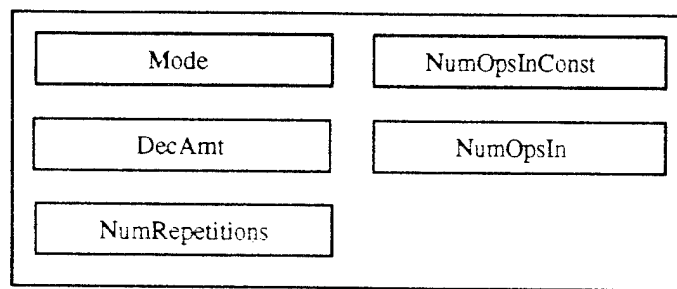 Mode
NumOpsInConst
DecAmt
NumOpsIn
NumRepetitions